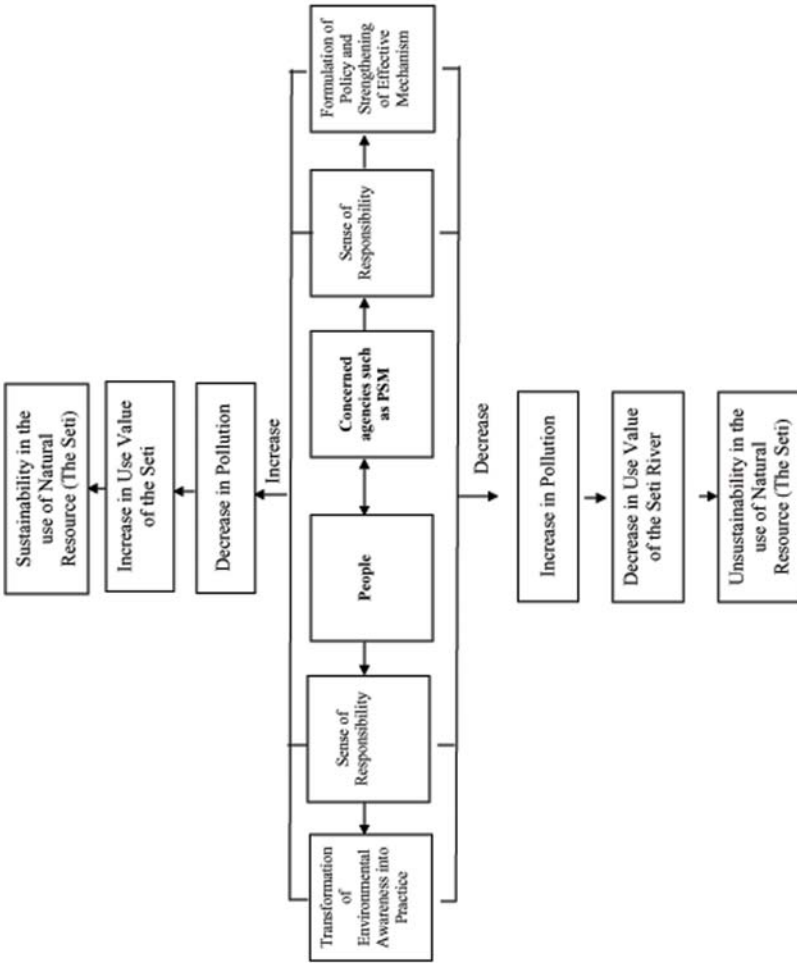 Sustainability in the
use of Natural
Resource (The Seti)
Increase in Use Value
of the Seti
Decrease in Pollution
Increase
Transformation
of
Environmental
Awareness into
Practice
Sense of
Responsibility
People
Concerned
agencies such
as PSM
Sense of
Responsibility
Formulation of
Policy and
Strengthening
of Effective
Mechanism
Decrease
Increase in Pollution
Decrease in Use Value
of the Seti River
Unsustainability in the
use of Natural
Resource (The Seti)